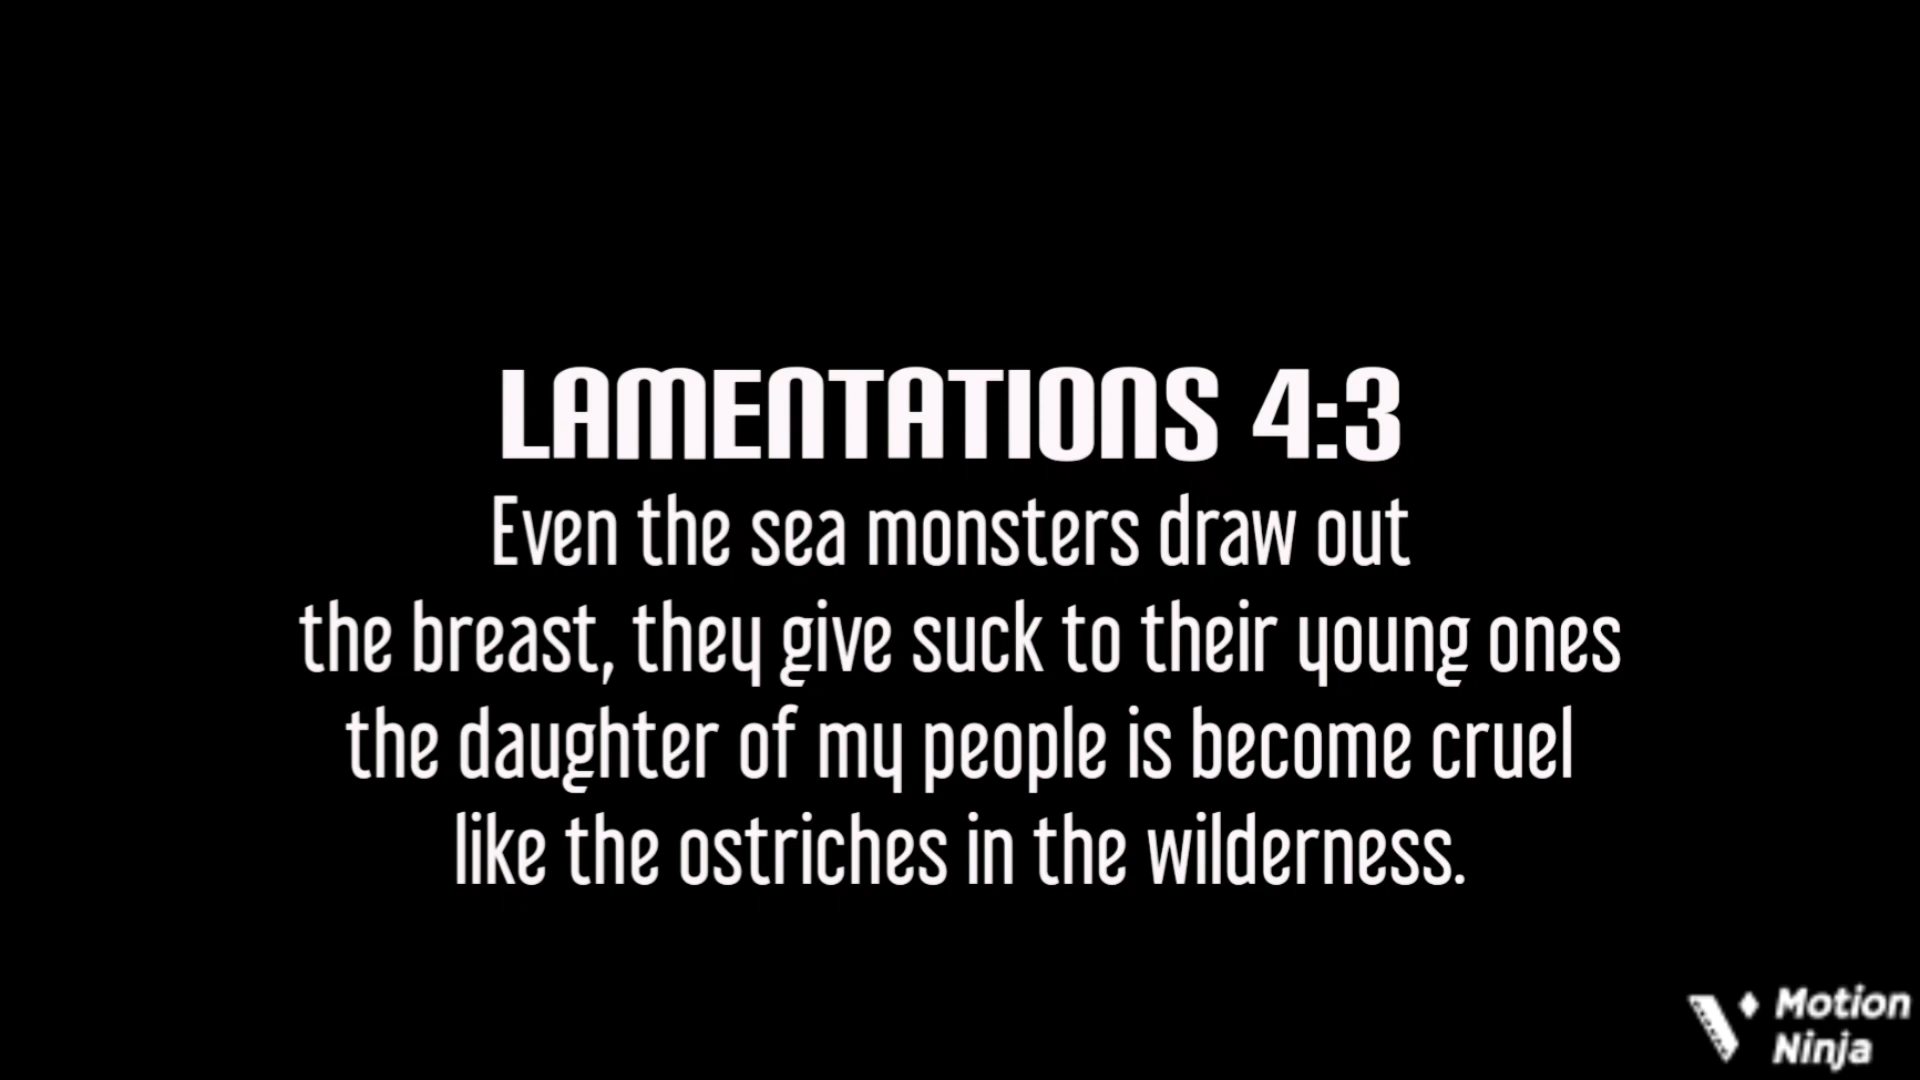 LAMENTATIONS 4:3
Even the sea monsters draw out
the breast, they give suck to their young ones
the daughter of my people is become cruel
like the ostriches in the wilderness.
Motion
Ninja